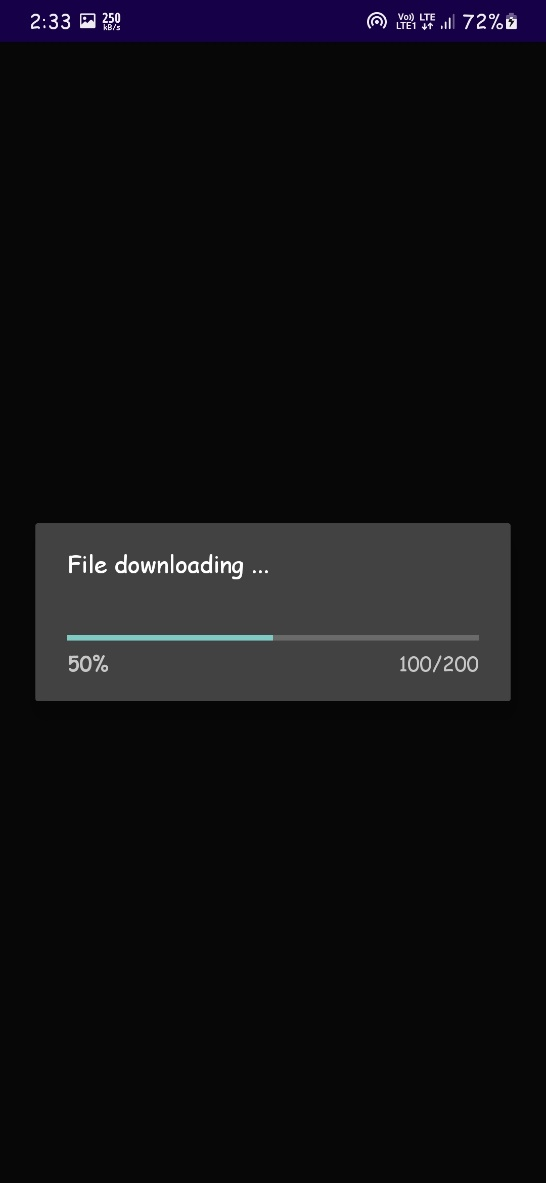 2:33 250 kB/s Vo) LTE LTE1 72%
File downloading ...
50% 100/200